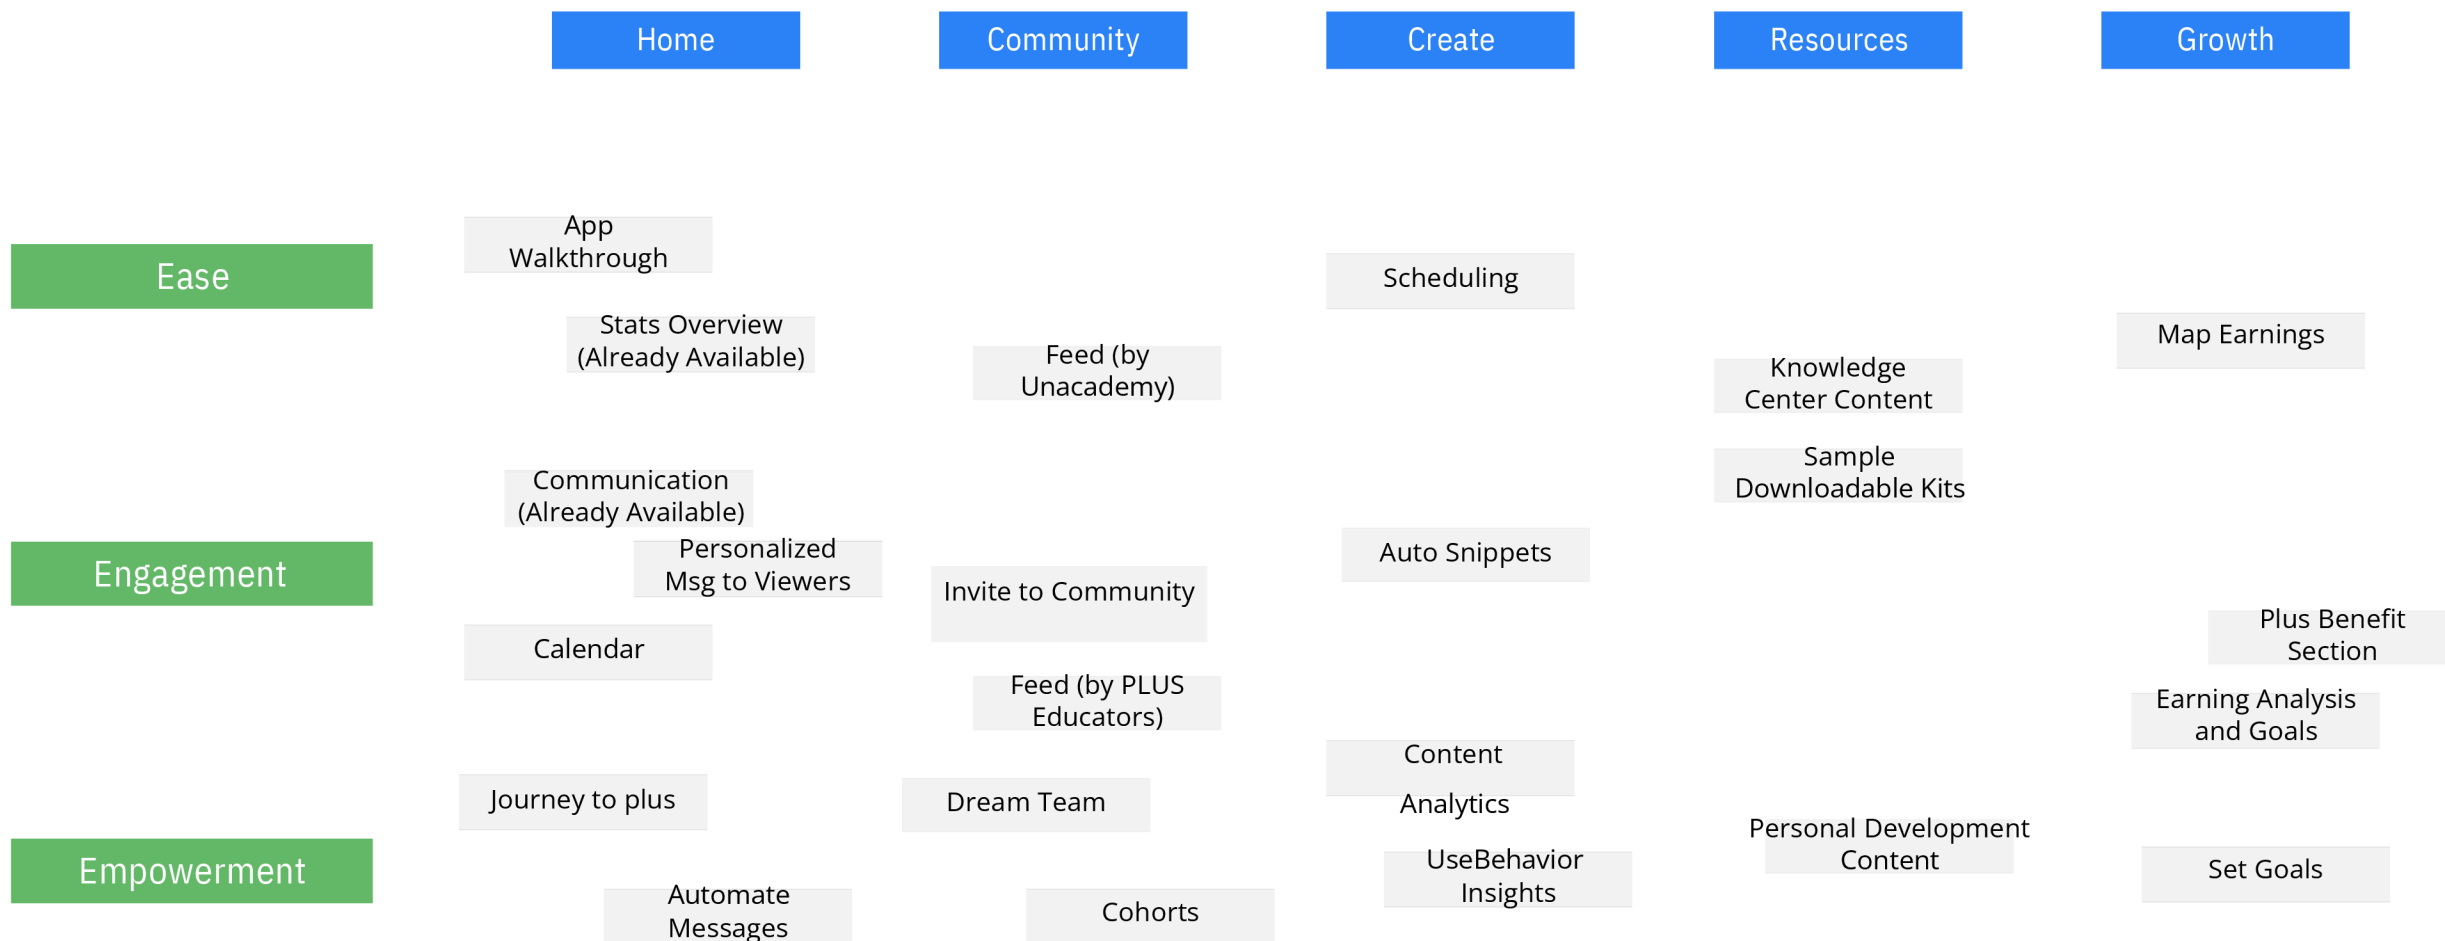 Home
Community
Create
Resources
Growth
App
Walkthrough
Ease
Scheduling
Stats Overview
(Already Available)
Feed (by
Unacademy)
Map Earnings
Knowledge
Center Content
Communication
(Already Available)
Sample
Downloadable Kits
Engagement
Personalized
Msg to Viewers
Auto Snippets
Invite to Community
Calendar
Plus Benefit
Section
Feed (by PLUS
Educators)
Earning Analysis
and Goals
Content
Analytics
Journey to plus
Dream Team
Personal Development
Content
Empowerment
UseBehavior
Insights
Set Goals
Automate
Messages
Cohorts